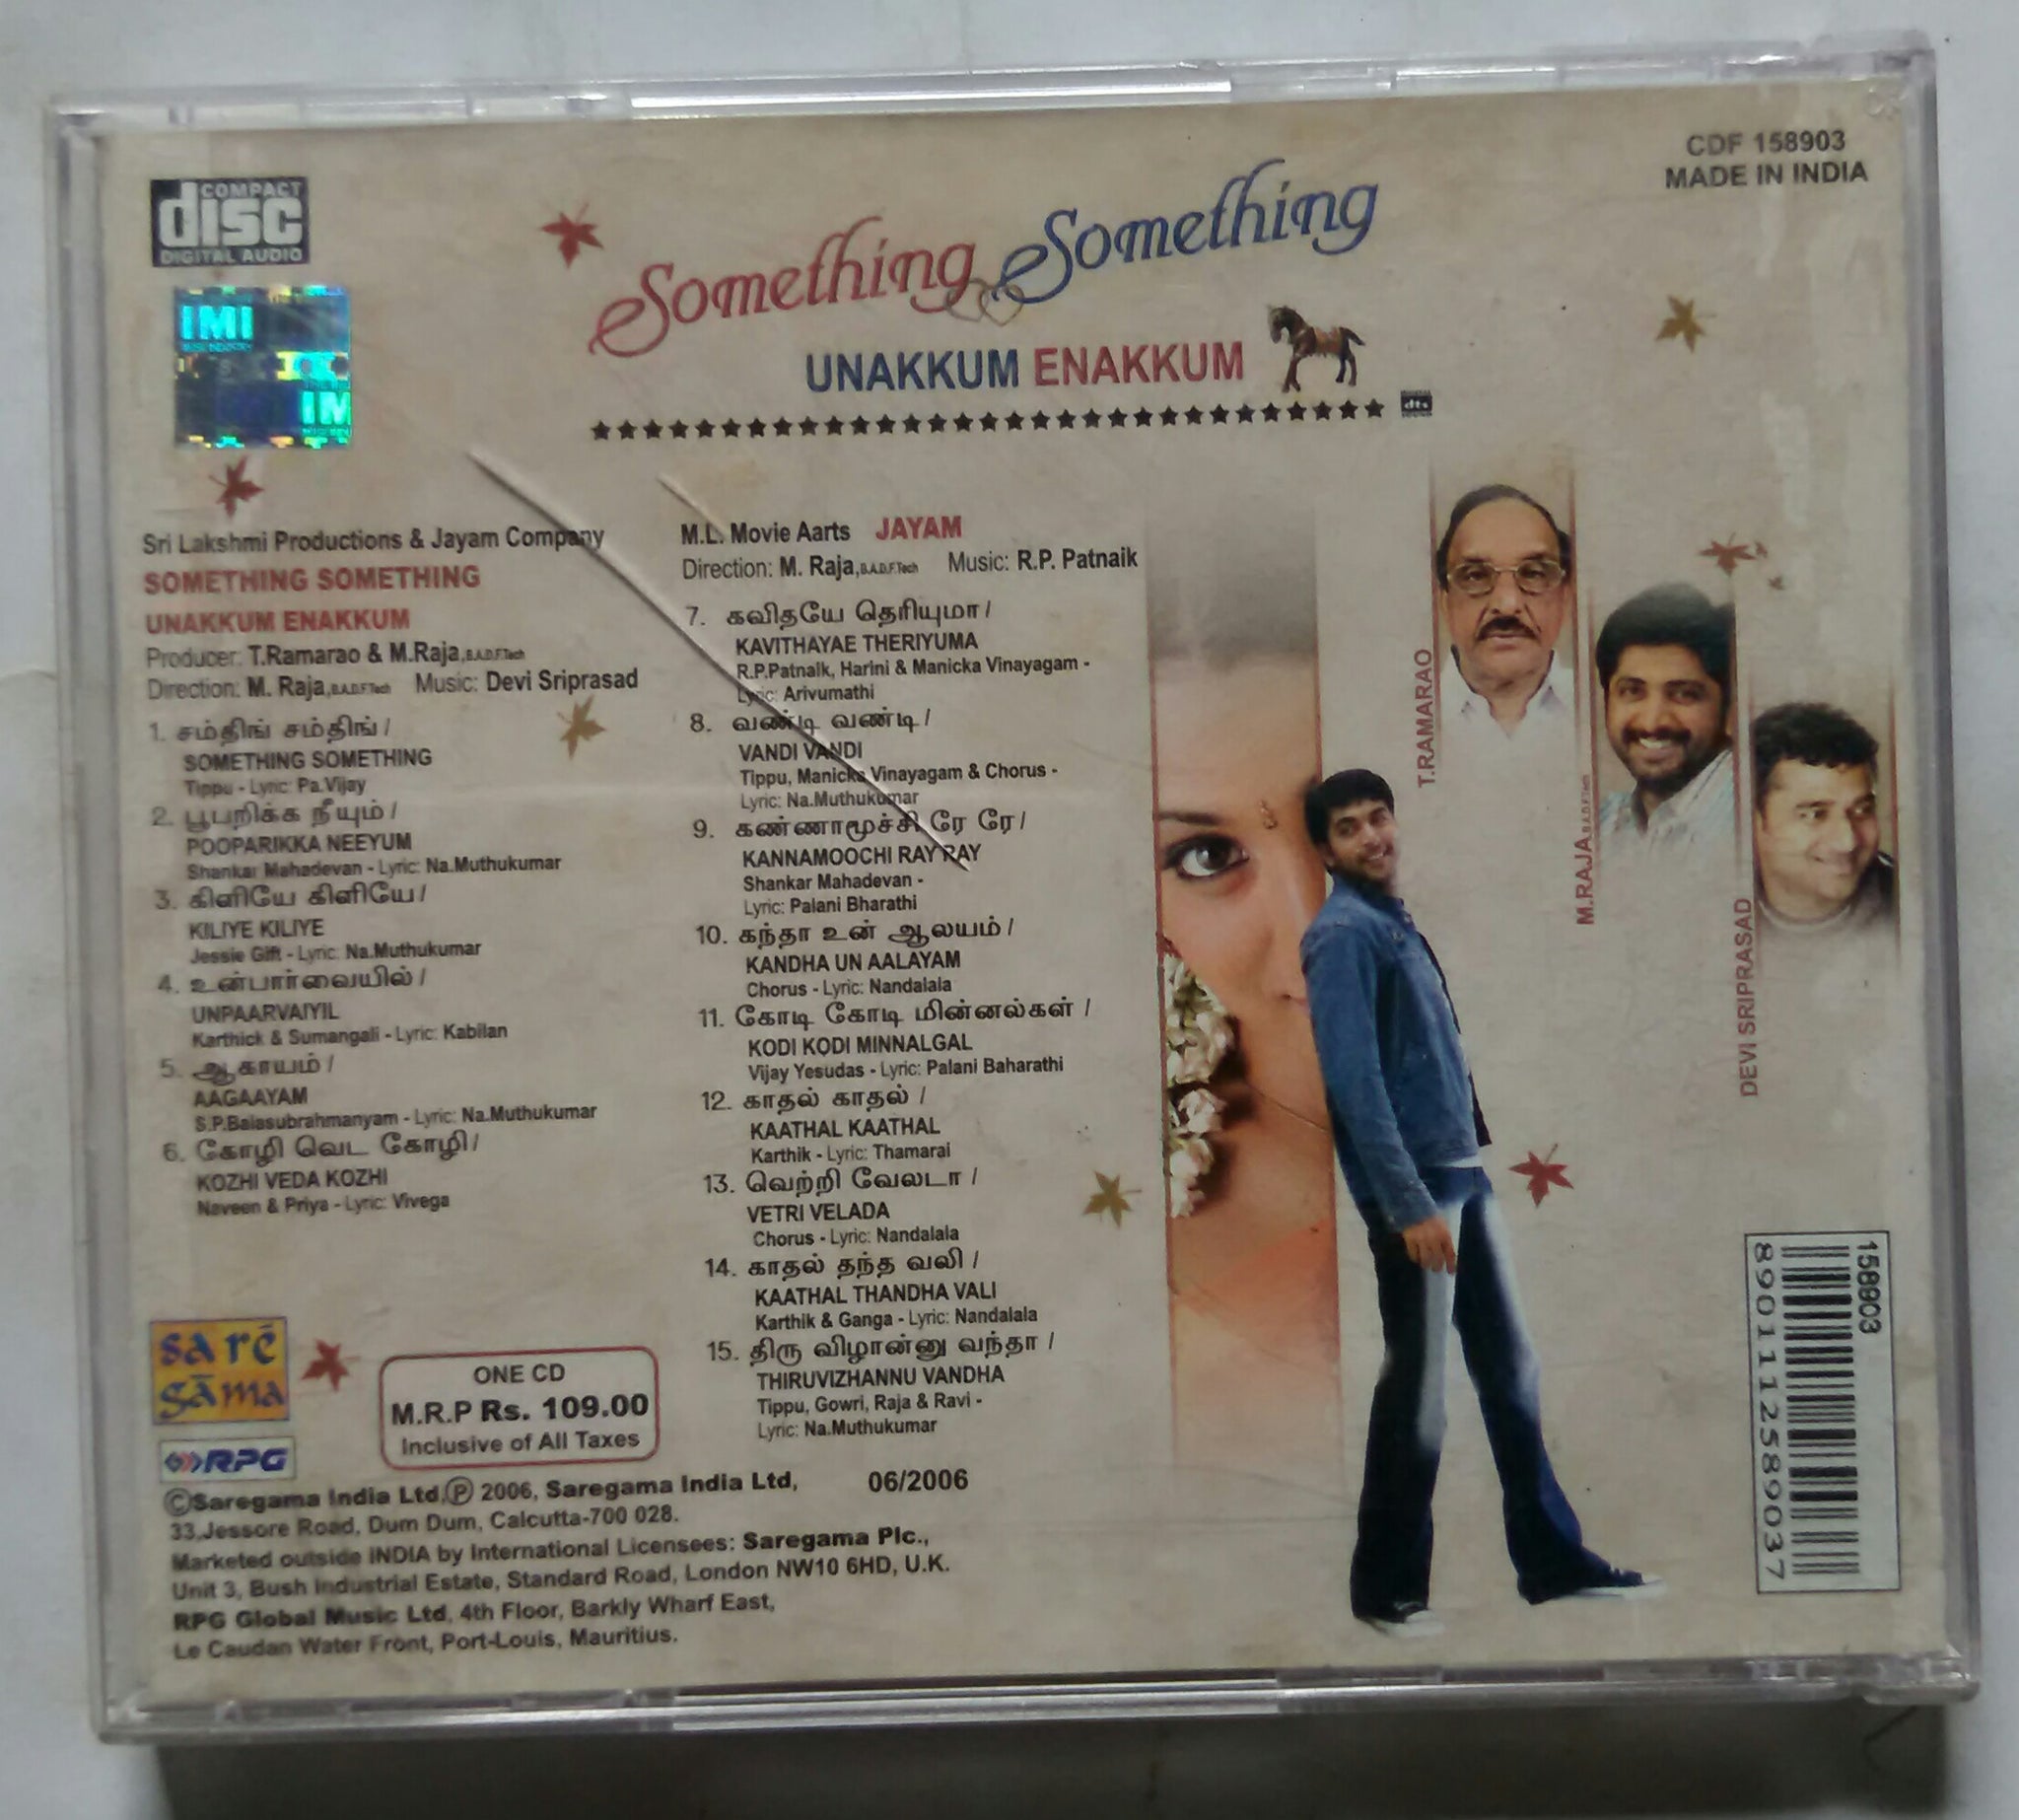 COMPACT
disc
DIGITAL AUDIO
IMI
IM
CDF 158903
MADE IN INDIA
Something Something
UNAKKUM ENAKKUM
dts
Sri Lakshmi Productions & Jayam Company
SOMETHING SOMETHING
UNAKKUM ENAKKUM
Producer: T.Ramarao & M.Raja,B.A.D.F.Tech
Direction: M. Raja,B.A.D.F.Tech Music: Devi Sriprasad
1. சம்திங் சம்திங் /
SOMETHING SOMETHING
Tippu - Lyric: Pa.Vijay
2. பூபறிக்க நீயும் /
POOPARIKKA NEEYUM
Shankar Mahadevan - Lyric: Na.Muthukumar
3. கிளியே கிளியே /
KILIYE KILIYE
Jessie Gift - Lyric: Na.Muthukumar
4. உன்பார்வையில் /
UNPAARVAIYIL
Karthick & Sumangali - Lyric: Kabilan
5. ஆகாயம் /
AAGAAYAM
S.P.Balasubrahmanyam - Lyric: Na.Muthukumar
6. கோழி வெட கோழி /
KOZHI VEDA KOZHI
Naveen & Priya - Lyric: Vivega
M.L. Movie Aarts JAYAM
Direction: M. Raja,B.A.D.F.Tech Music: R.P. Patnaik
7. கவிதயே தெரியுமா /
KAVITHAYAE THERIYUMA
R.P.Patnaik, Harini & Manicka Vinayagam -
Lyric: Arivumathi
8. வண்டி வண்டி /
VANDI VANDI
Tippu, Manicka Vinayagam & Chorus -
Lyric: Na.Muthukumar
9. கண்ணாமூச்சி ரே ரே /
KANNAMOOCHI RAY RAY
Shankar Mahadevan -
Lyric: Palani Bharathi
10. கந்தா உன் ஆலயம் /
KANDHA UN AALAYAM
Chorus - Lyric: Nandalala
11. கோடி கோடி மின்னல்கள் /
KODI KODI MINNALGAL
Vijay Yesudas - Lyric: Palani Baharathi
12. காதல் காதல் /
KAATHAL KAATHAL
Karthik - Lyric: Thamarai
13. வெற்றி வேலடா /
VETRI VELADA
Chorus - Lyric: Nandalala
14. காதல் தந்த வலி /
KAATHAL THANDHA VALI
Karthik & Ganga - Lyric: Nandalala
15. திரு விழான்னு வந்தா /
THIRUVIZHANNU VANDHA
Tippu, Gowri, Raja & Ravi -
Lyric: Na.Muthukumar
T.RAMARAO
M.RAJA B.A.D.F.Tech
DEVI SRIPRASAD
saré
gāma
RPG
ONE CD
M.R.P Rs. 109.00
Inclusive of All Taxes
©Saregama India Ltd,Ⓟ 2006, Saregama India Ltd, 06/2006
33,Jessore Road, Dum Dum, Calcutta-700 028.
Marketed outside INDIA by International Licensees: Saregama Plc.,
Unit 3, Bush Industrial Estate, Standard Road, London NW10 6HD, U.K.
RPG Global Music Ltd, 4th Floor, Barkly Wharf East,
Le Caudan Water Front, Port-Louis, Mauritius.
158903
8901112589037